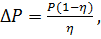 ΔP = P(1−η)/η ,